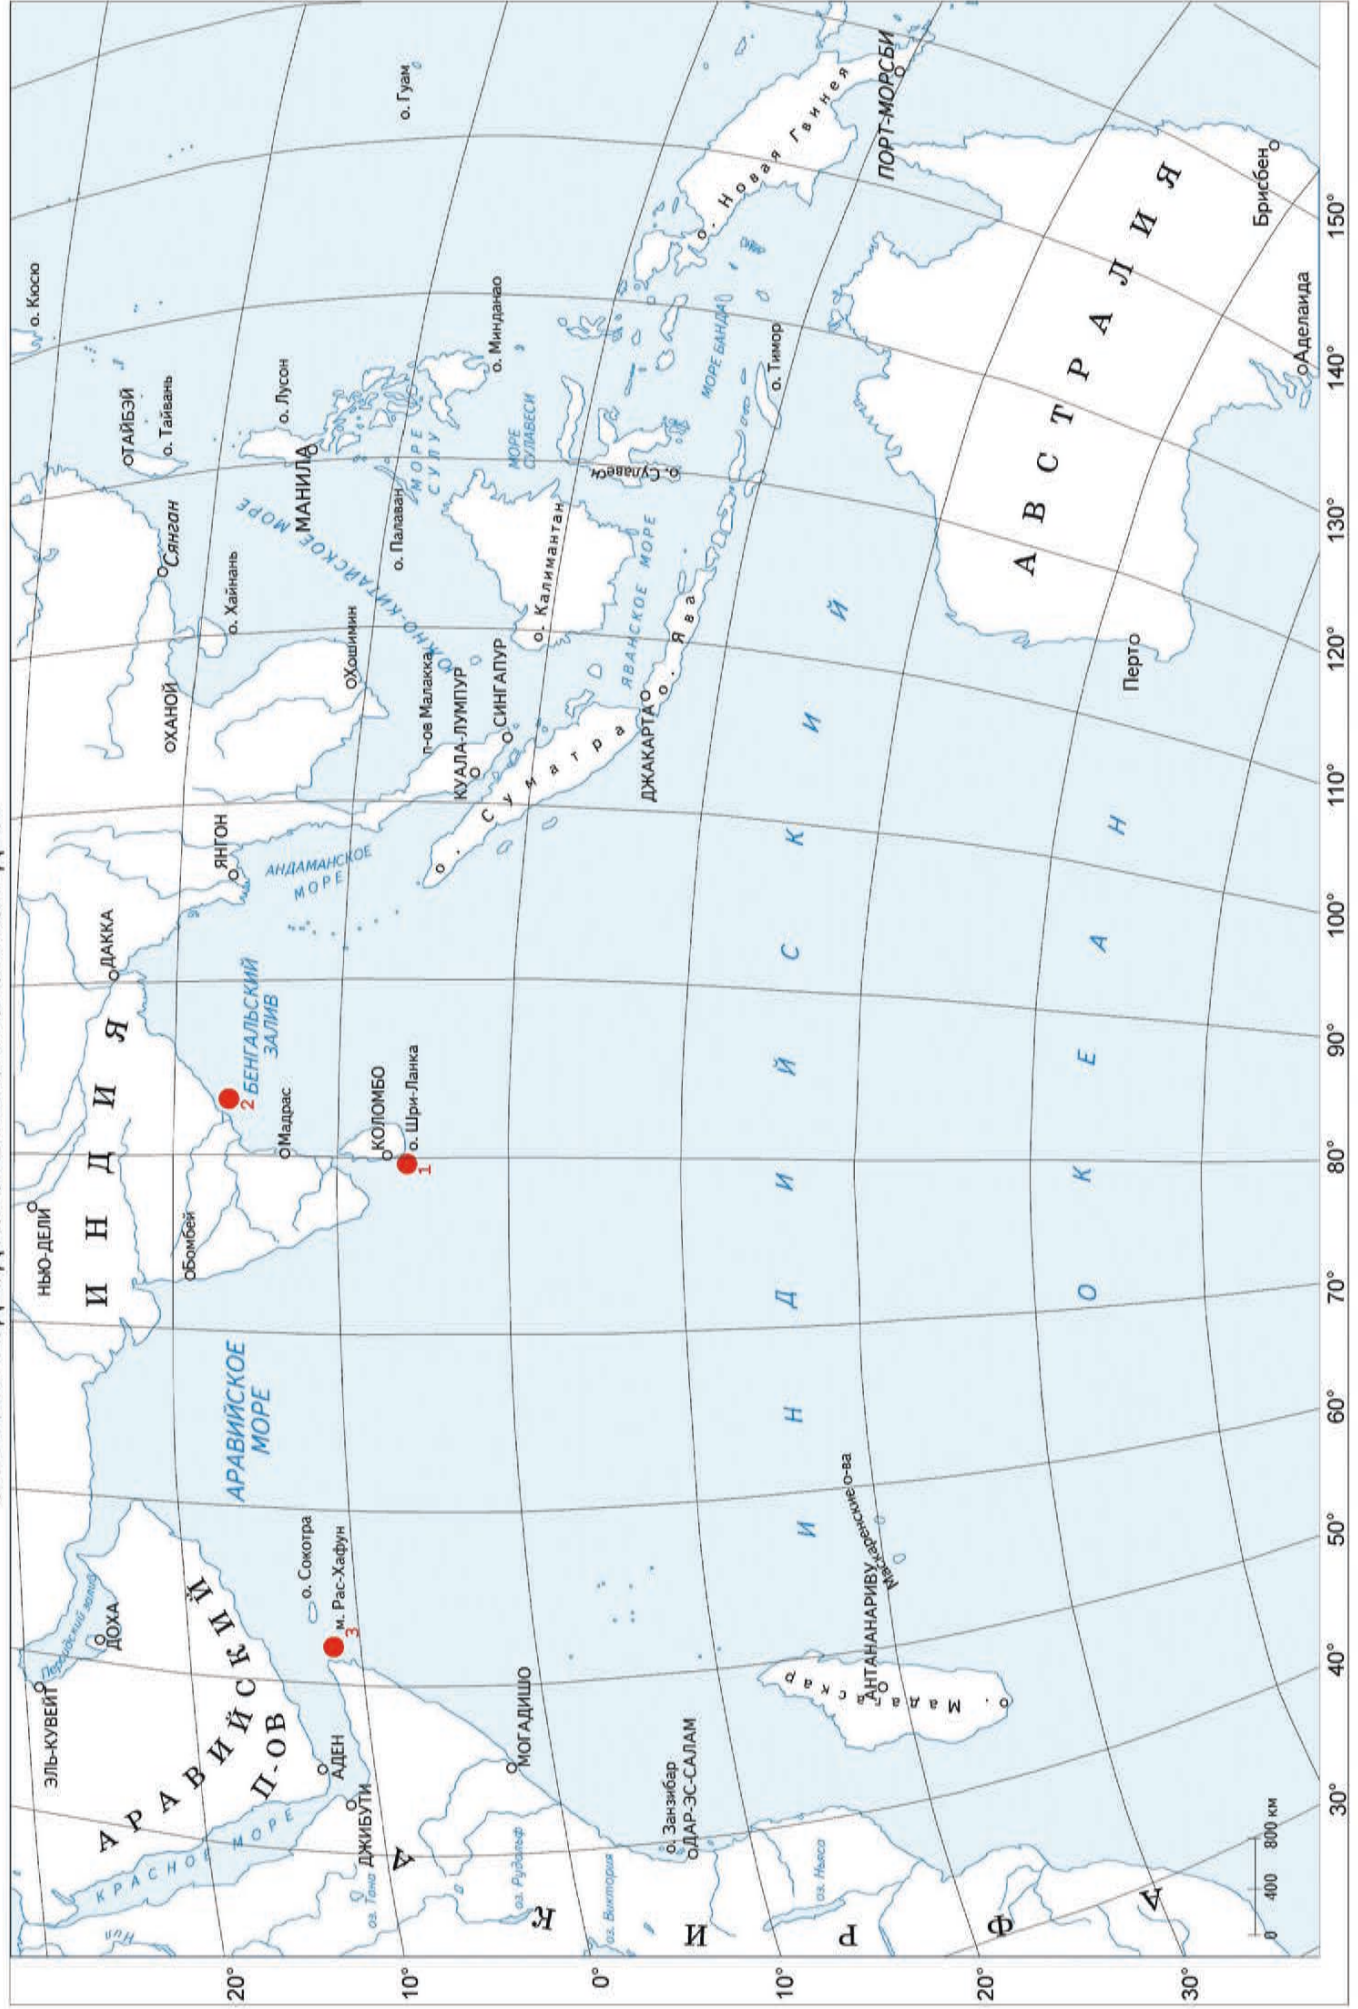 о. Кюсю
о. Гуам
ТАЙБЭЙ
о. Тайвань
Сянган
о. Лусон
МАНИЛА
ЮЖНО-КИТАЙСКОЕ МОРЕ
о. Хайнань
ХАНОЙ
Хошимин
о. Палаван
МОРЕ
СУЛУ
о. Минданао
МОРЕ
СУЛАВЕСИ
о. Сулавеси
о. Калимантан
п-ов Малакка
КУАЛА-ЛУМПУР
СИНГАПУР
о. Суматра
ДЖАКАРТА
о. Ява
ЯВАНСКОЕ МОРЕ
МОРЕ БАНДА
о. Тимор
о. Новая Гвинея
ПОРТ-МОРСБИ
АВСТРАЛИЯ
Брисбен
Аделаида
Перт
ЯНГОН
АНДАМАНСКОЕ
МОРЕ
ДАККА
НЬЮ-ДЕЛИ
ИНДИЯ
Бомбей
Мадрас
2
БЕНГАЛЬСКИЙ
ЗАЛИВ
КОЛОМБО
о. Шри-Ланка
1
АРАВИЙСКОЕ
МОРЕ
ИНДИЙСКИЙ
ОКЕАН
ЭЛЬ-КУВЕЙТ
Персидский залив
ДОХА
АРАВИЙСКИЙ
П-ОВ
КРАСНОЕ МОРЕ
Нил
АДЕН
ДЖИБУТИ
о. Сокотра
м. Рас-Хафун
3
оз. Тана
МОГАДИШО
оз. Рудольф
оз. Виктория
о. Занзибар
ДАР-ЭС-САЛАМ
оз. Ньяса
АФРИКА
о. Мадагаскар
АНТАНАНАРИВУ
Маскаренские о-ва
0 400 800 км
20°
10°
0°
10°
20°
30°
30°
40°
50°
60°
70°
80°
90°
100°
110°
120°
130°
140°
150°